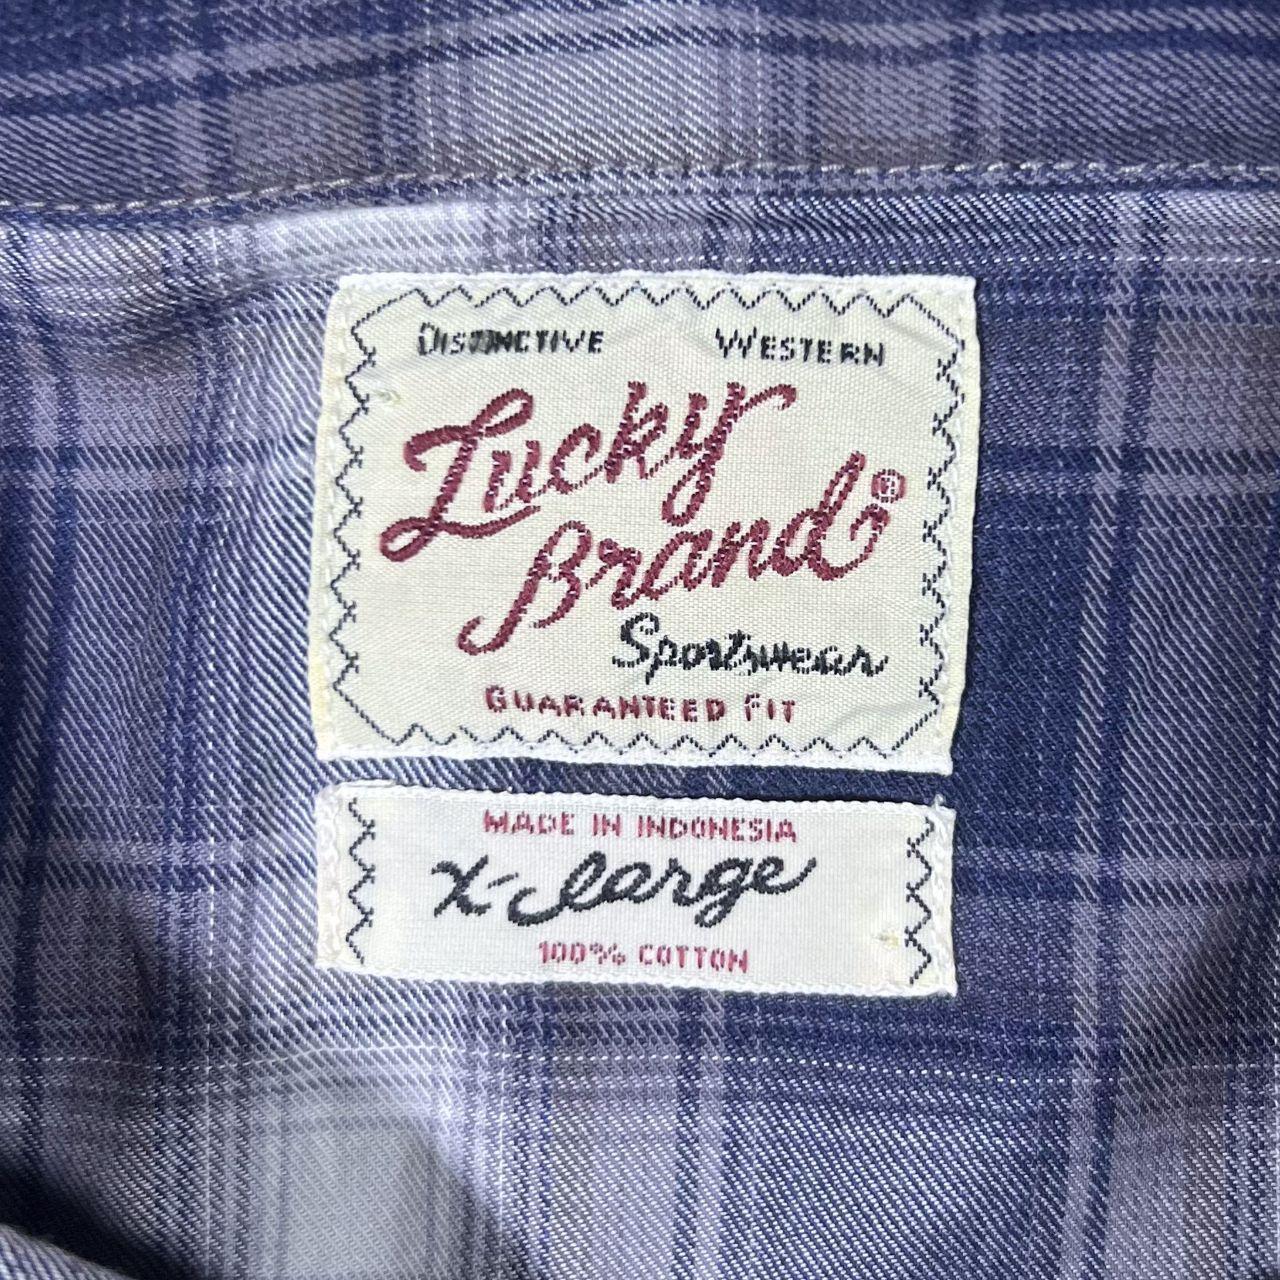 DISTINCTIVE WESTERN
Lucky
Brand®
Sportswear
GUARANTEED FIT
MADE IN INDONESIA
X-large
100% COTTON